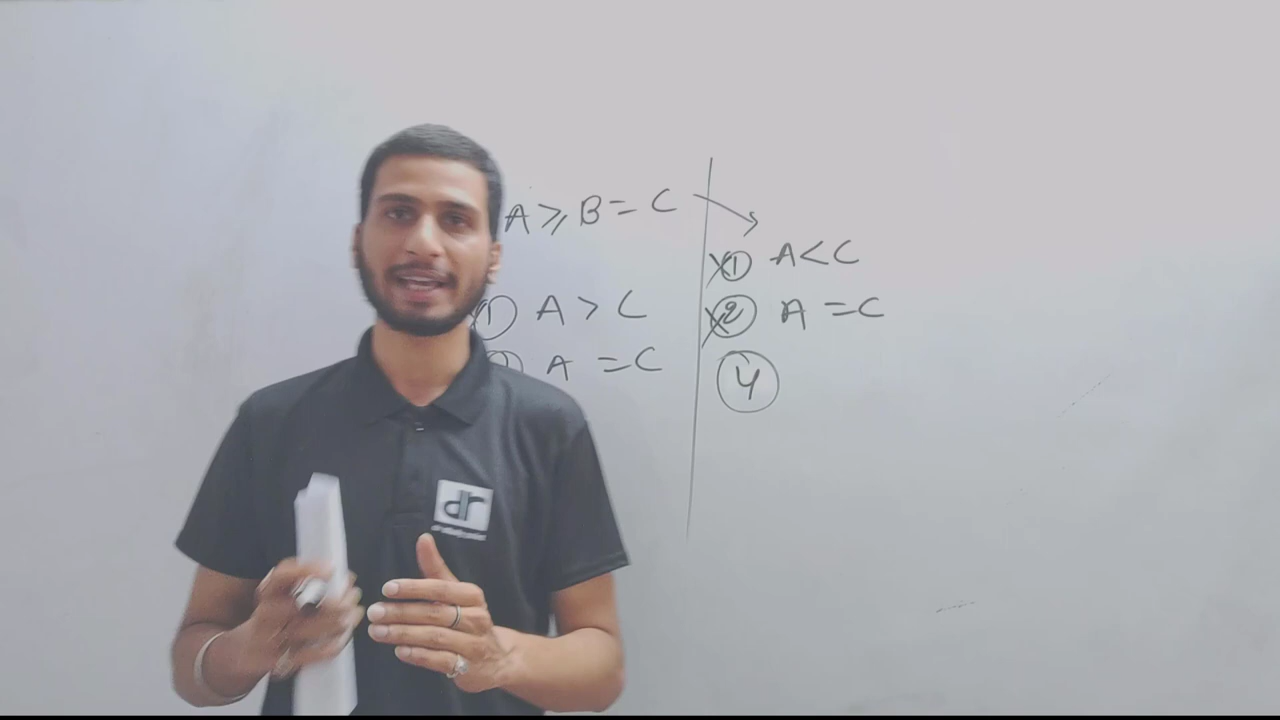 A ≥ B = C
① A > C
A = C
① A < C
② A = C
④
dr